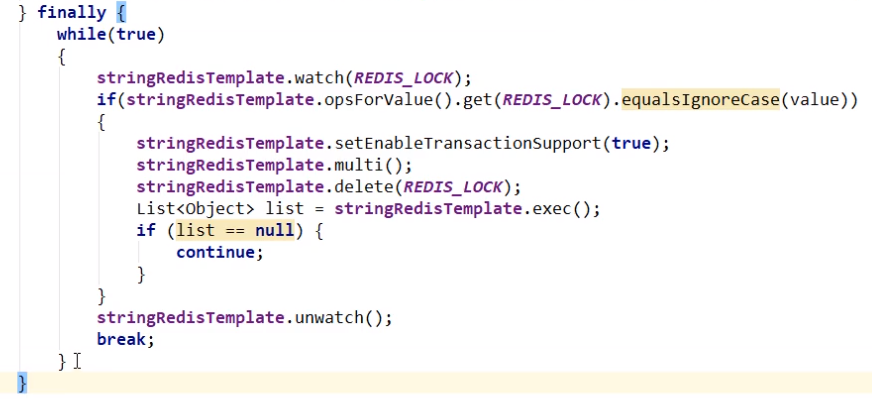 } finally {
while(true)
{
stringRedisTemplate.watch(REDIS_LOCK);
if(stringRedisTemplate.opsForValue().get(REDIS_LOCK).equalsIgnoreCase(value))
{
stringRedisTemplate.setEnableTransactionSupport(true);
stringRedisTemplate.multi();
stringRedisTemplate.delete(REDIS_LOCK);
List<Object> list = stringRedisTemplate.exec();
if (list == null) {
continue;
}
}
stringRedisTemplate.unwatch();
break;
}
}